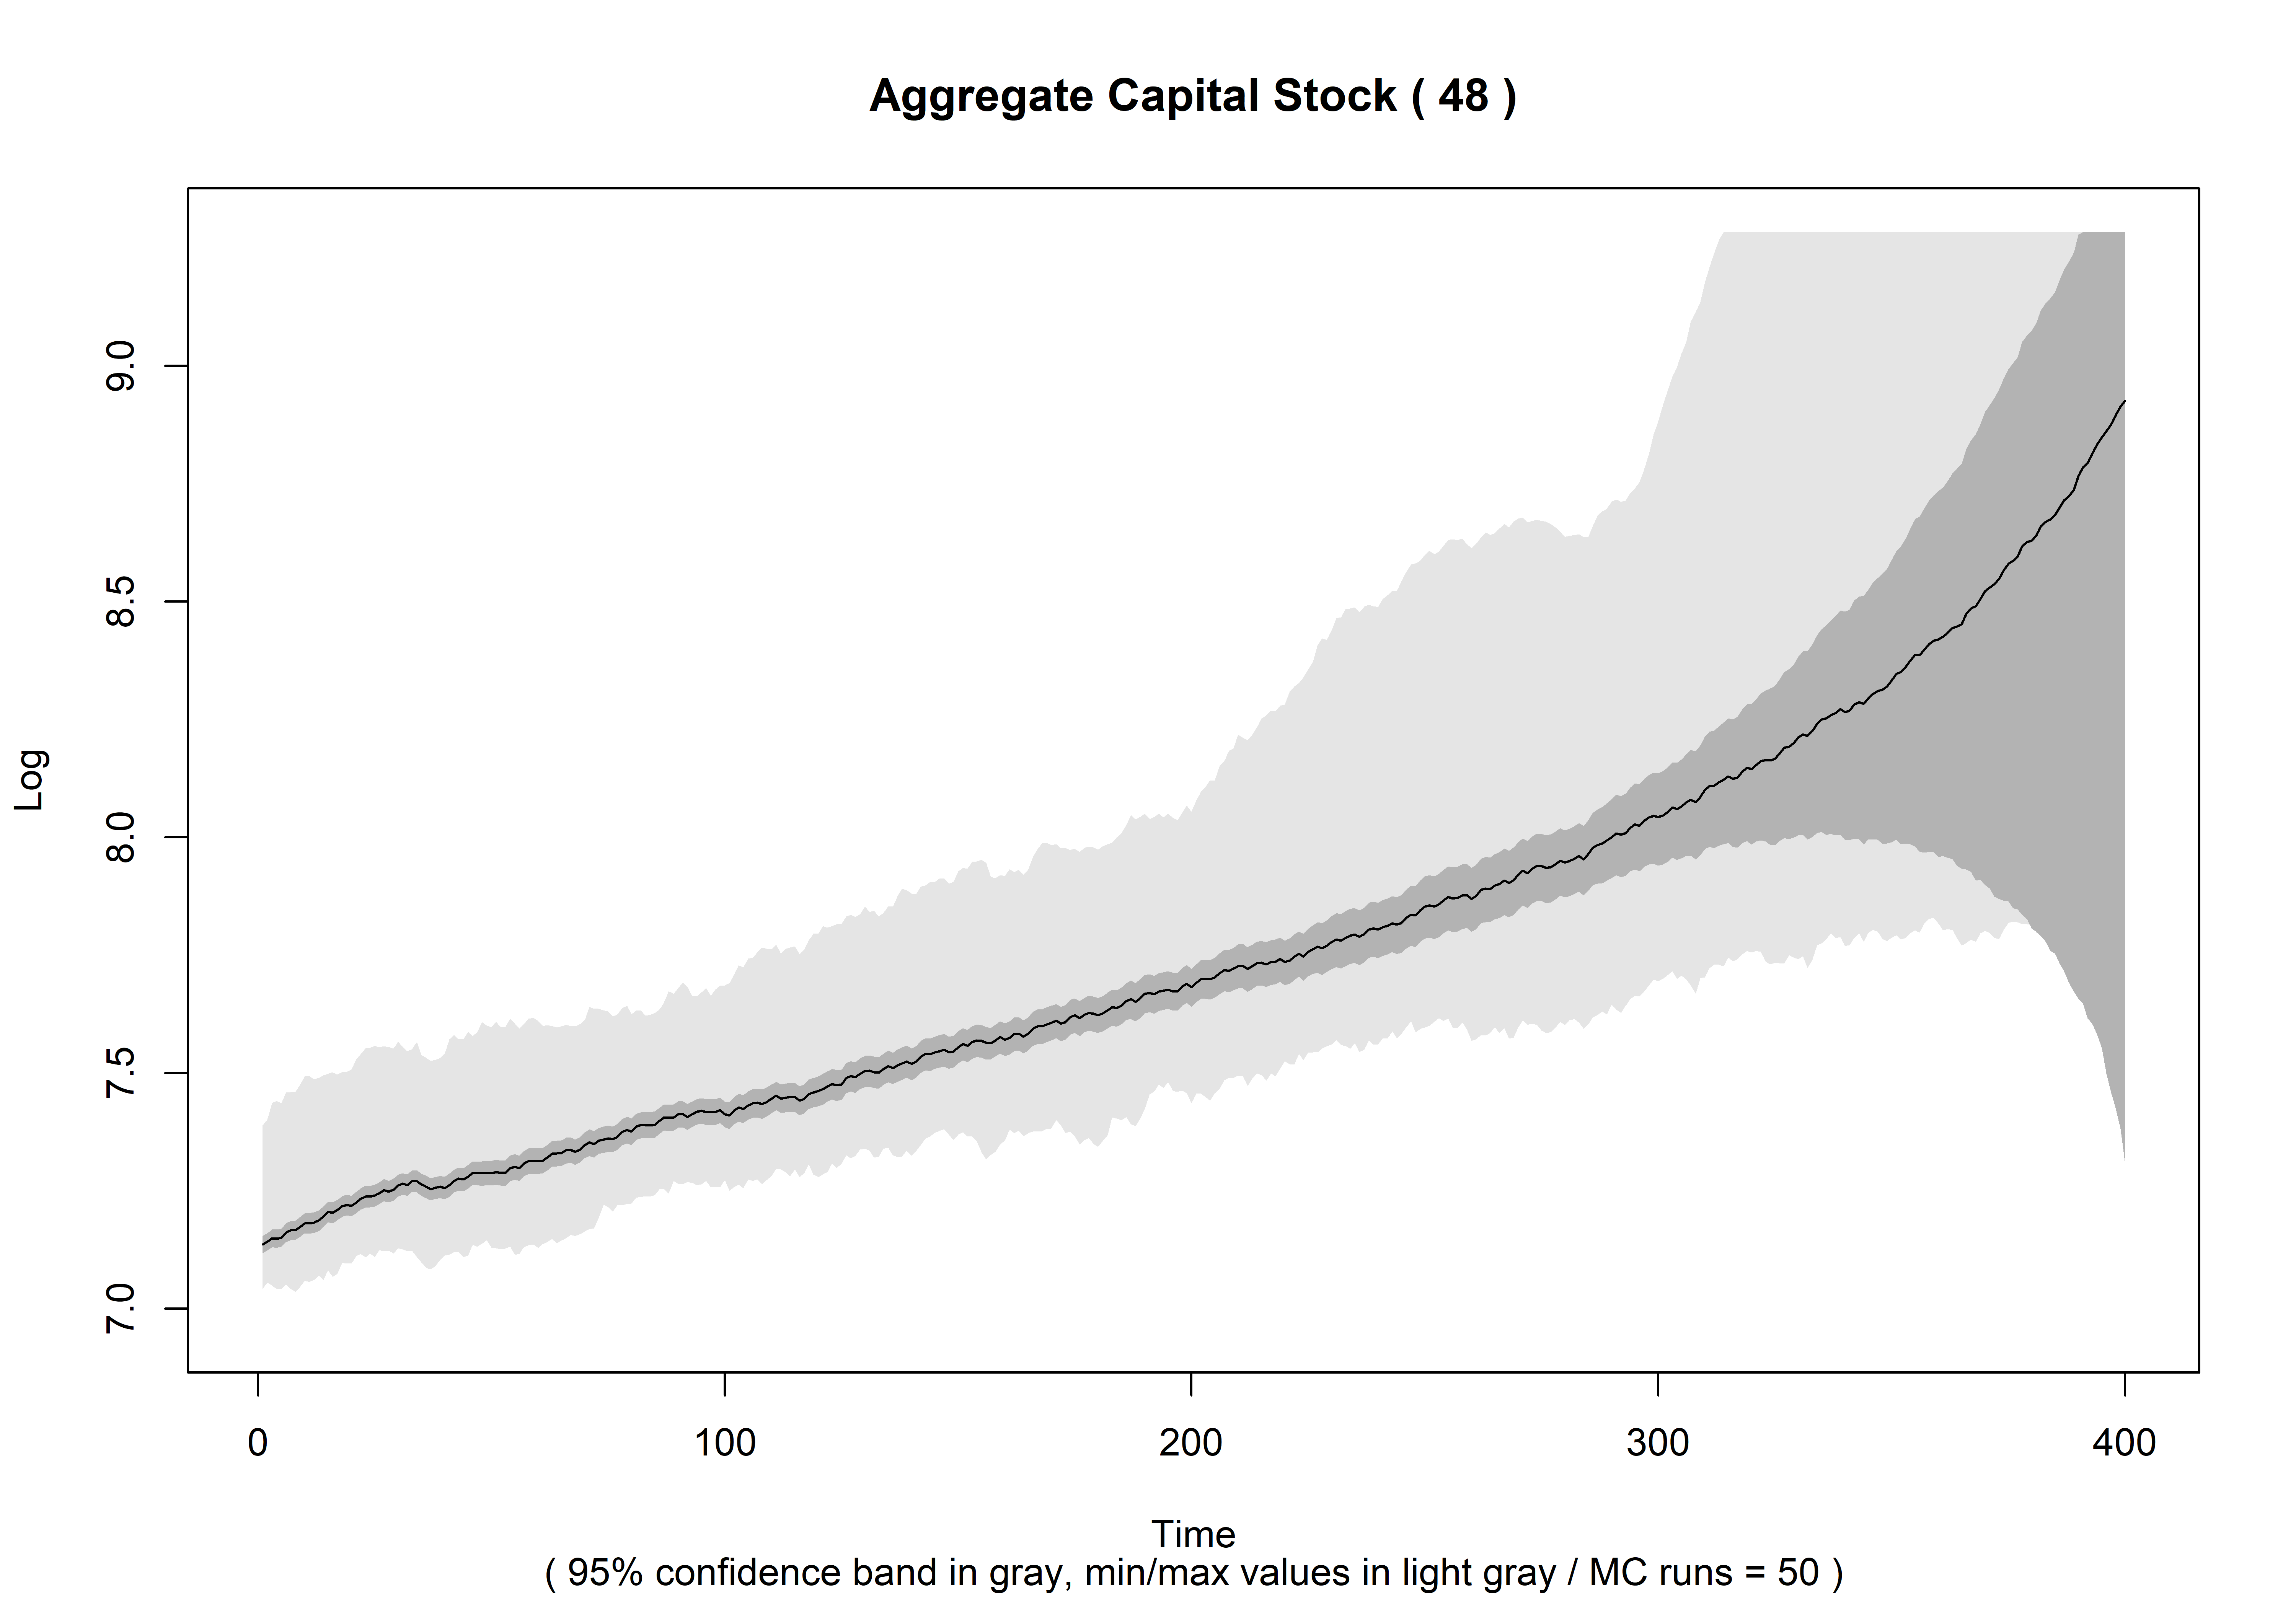 Aggregate Capital Stock ( 48 )
Log
9.0
8.5
8.0
7.5
7.0
0 100 200 300 400
Time
( 95% confidence band in gray, min/max values in light gray / MC runs = 50 )